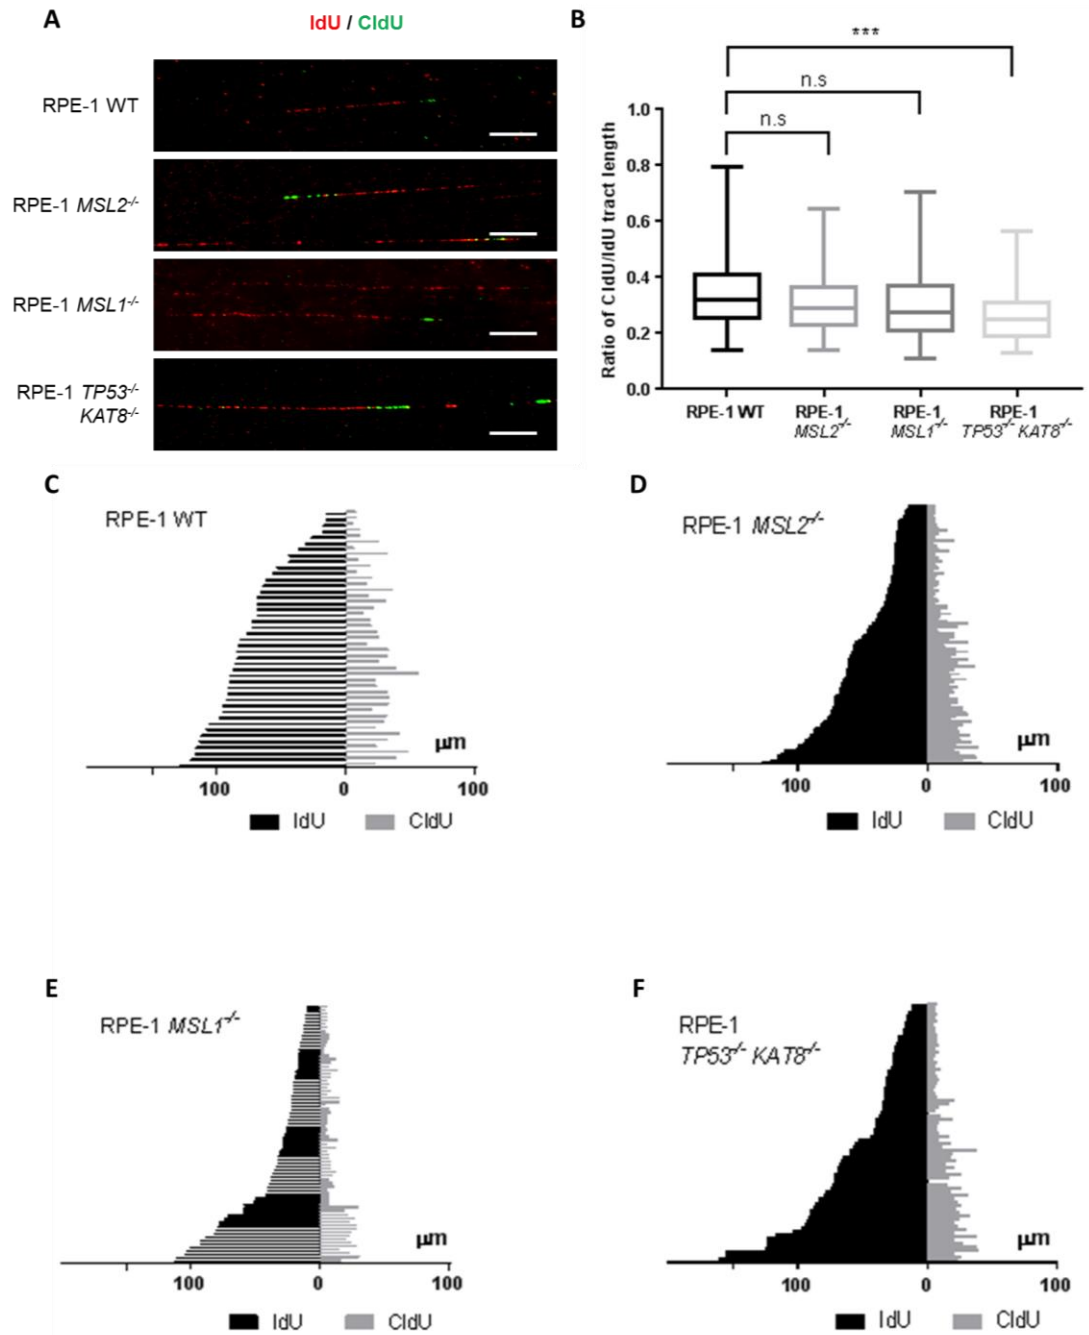 A
IdU / CldU
RPE-1 WT
RPE-1 MSL2-/-
RPE-1 MSL1-/-
RPE-1 TP53-/-
KAT8-/-
B
***
n.s
n.s
Ratio of CldU/IdU tract length
1.0
0.8
0.6
0.4
0.2
0.0
RPE-1 WT
RPE-1
MSL2-/-
RPE-1
MSL1-/-
RPE-1
TP53-/- KAT8-/-
C
RPE-1 WT
μm
100 0 100
IdU CldU
D
RPE-1 MSL2-/-
μm
100 0 100
IdU CldU
E
RPE-1 MSL1-/-
μm
100 0 100
IdU CldU
F
RPE-1
TP53-/- KAT8-/-
μm
100 0 100
IdU CldU